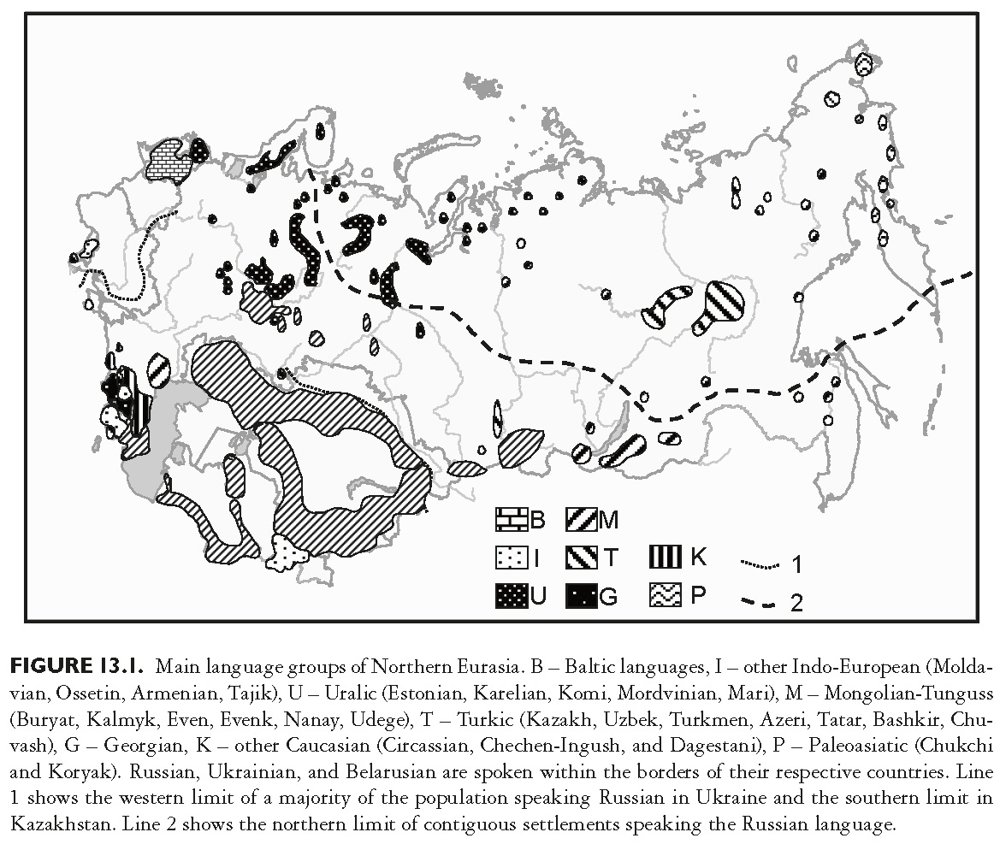 B
M
I
T
K
1
U
G
P
2
FIGURE 13.1. Main language groups of Northern Eurasia. B – Baltic languages, I – other Indo-European (Molda-
vian, Ossetin, Armenian, Tajik), U – Uralic (Estonian, Karelian, Komi, Mordvinian, Mari), M – Mongolian-Tunguss
(Buryat, Kalmyk, Even, Evenk, Nanay, Udege), T – Turkic (Kazakh, Uzbek, Turkmen, Azeri, Tatar, Bashkir, Chu-
vash), G – Georgian, K – other Caucasian (Circassian, Chechen-Ingush, and Dagestani), P – Paleoasiatic (Chukchi
and Koryak). Russian, Ukrainian, and Belarusian are spoken within the borders of their respective countries. Line
1 shows the western limit of a majority of the population speaking Russian in Ukraine and the southern limit in
Kazakhstan. Line 2 shows the northern limit of contiguous settlements speaking the Russian language.